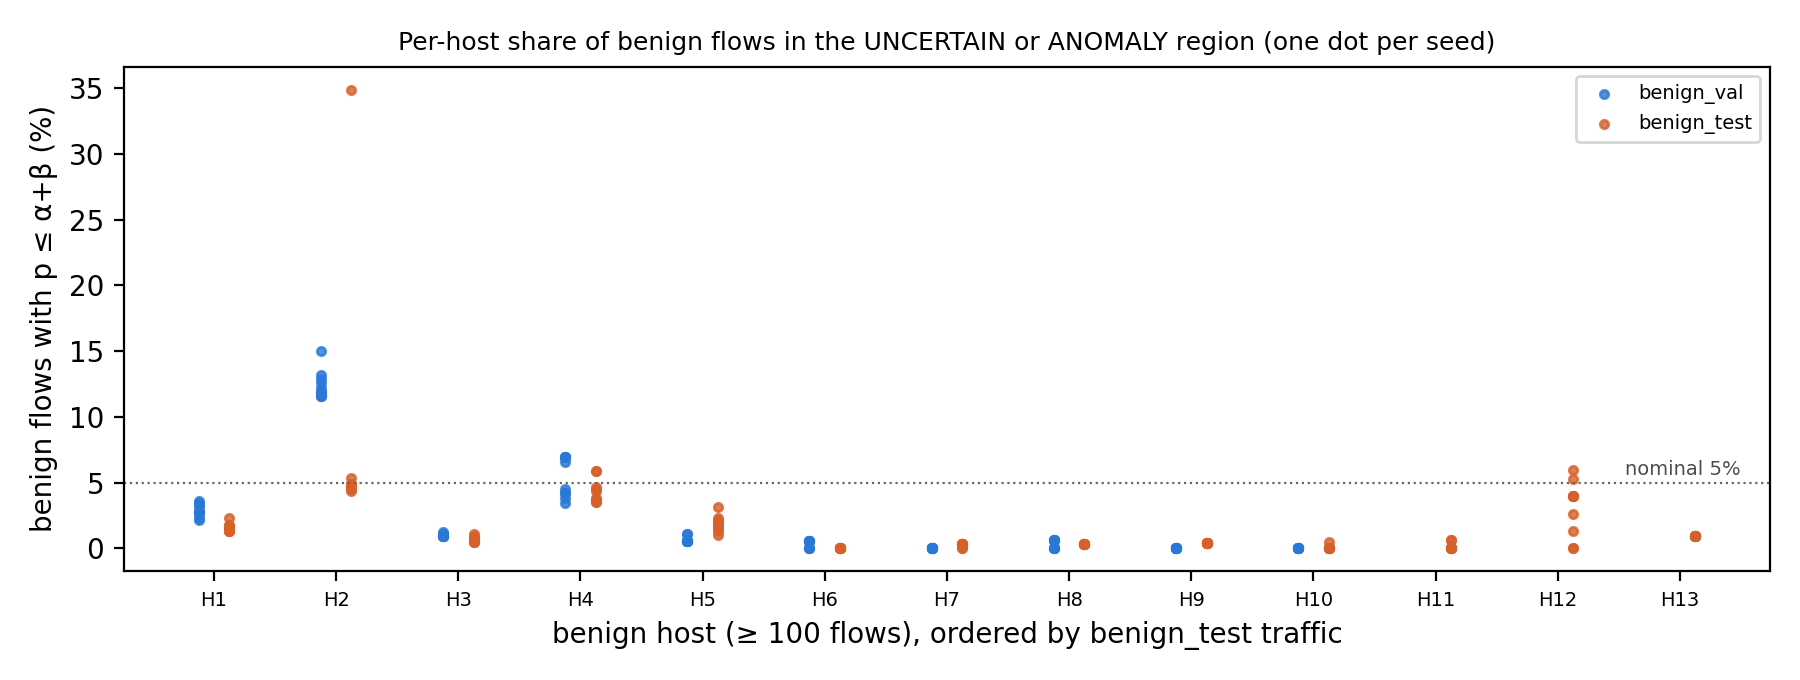 Per-host share of benign flows in the UNCERTAIN or ANOMALY region (one dot per seed)
benign_val
benign_test
benign flows with p ≤ α+β (%)
35
30
25
20
15
10
5
0
nominal 5%
H1 H2 H3 H4 H5 H6 H7 H8 H9 H10 H11 H12 H13
benign host (≥ 100 flows), ordered by benign_test traffic